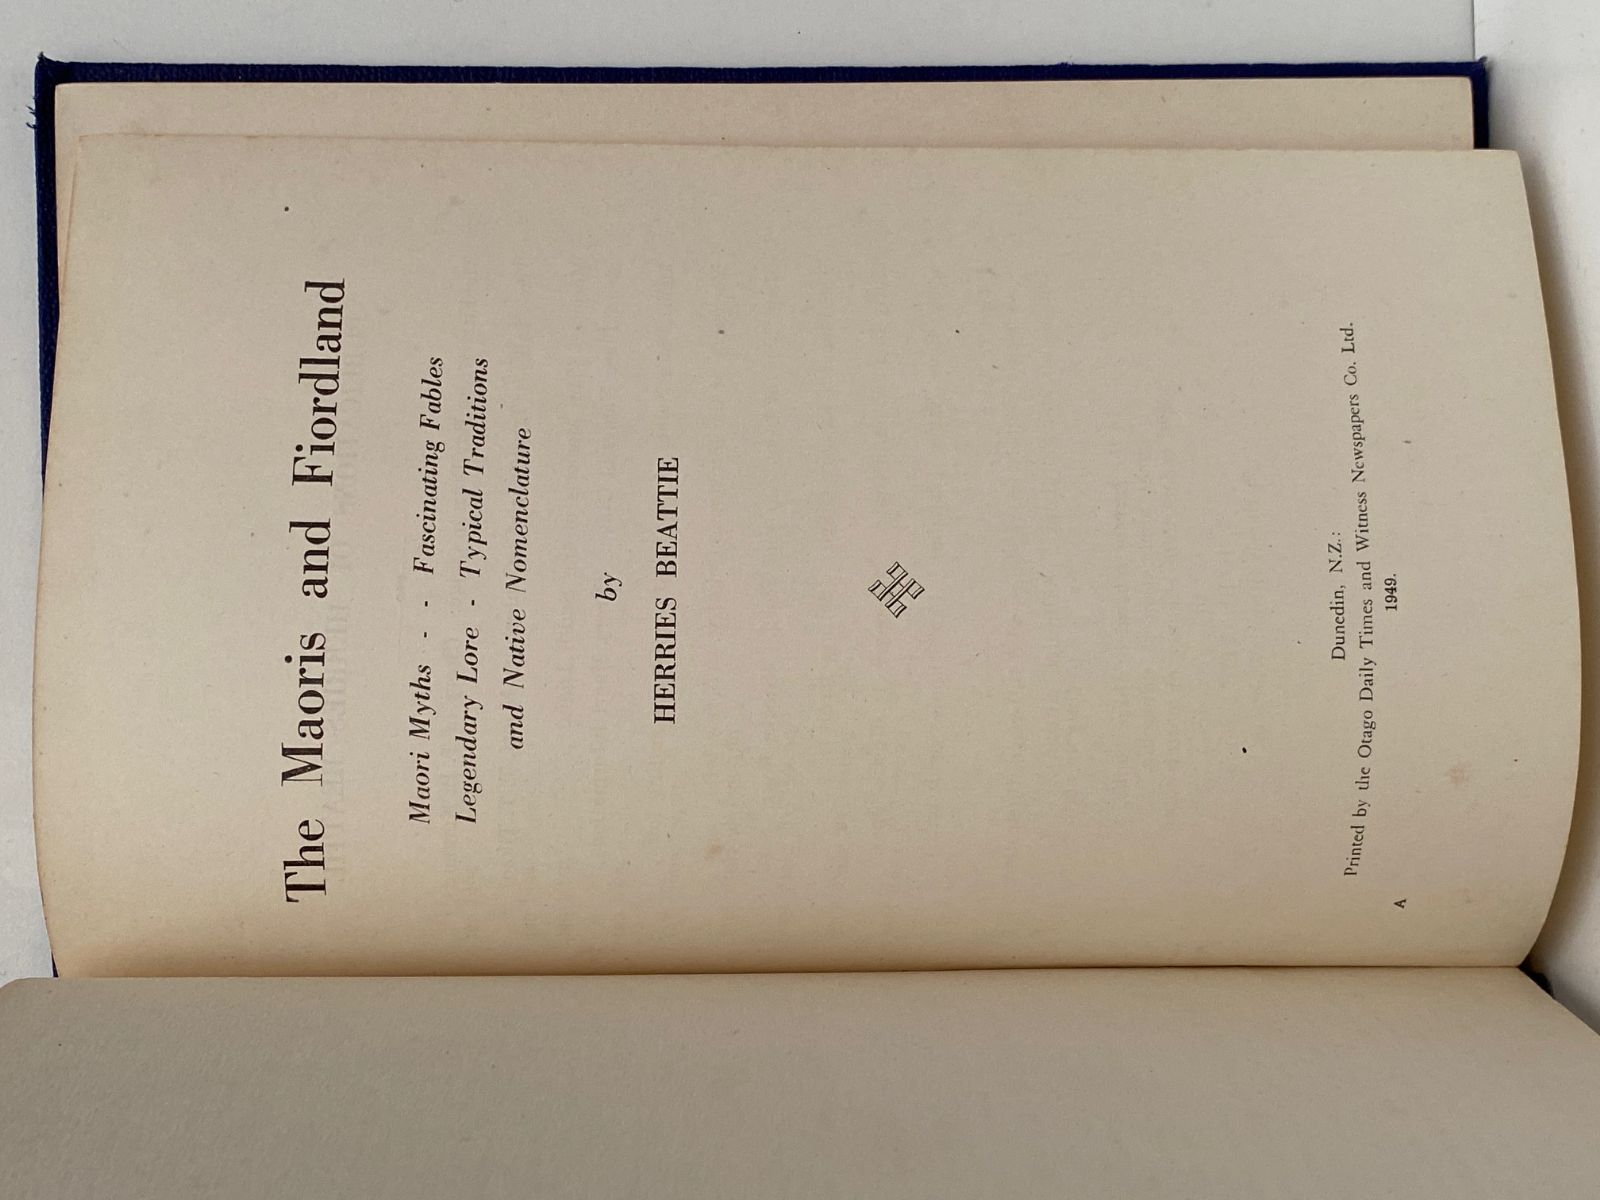 The Maoris and Fiordland
Maori Myths - - Fascinating Fables
Legendary Lore - Typical Traditions
and Native Nomenclature
by
HERRIES BEATTIE
Dunedin, N.Z.:
Printed by the Otago Daily Times and Witness Newspapers Co. Ltd.
1949.
A